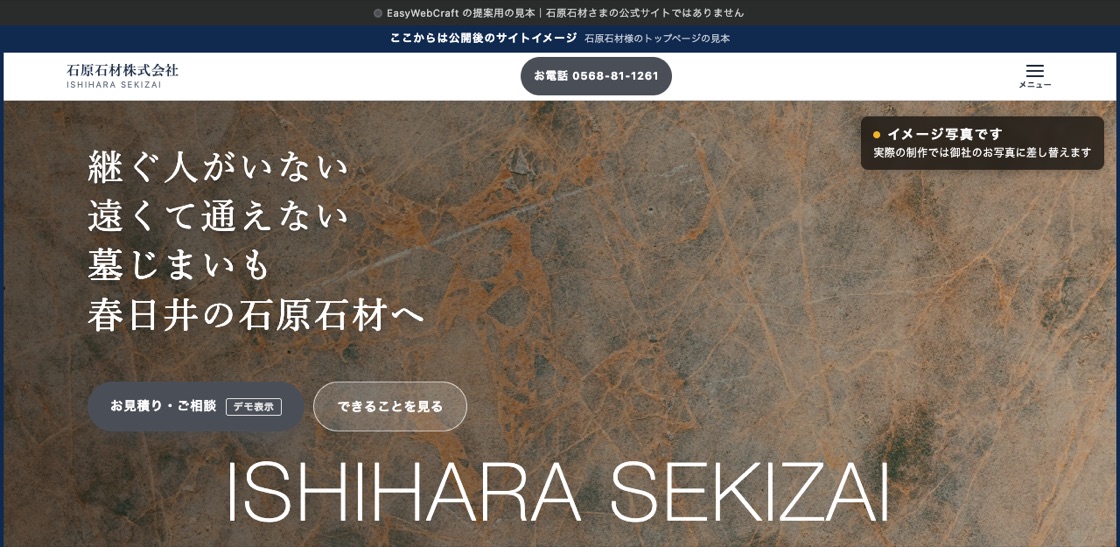 EasyWebCraft の提案用の見本｜石原石材さまの公式サイトではありません
ここからは公開後のサイトイメージ 石原石材様のトップページの見本
石原石材株式会社
ISHIHARA SEKIZAI
お電話 0568-81-1261
メニュー
イメージ写真です
実際の制作では御社のお写真に差し替えます
継ぐ人がいない
遠くて通えない
墓じまいも
春日井の石原石材へ
お見積り・ご相談 デモ表示
できることを見る
ISHIHARA SEKIZAI